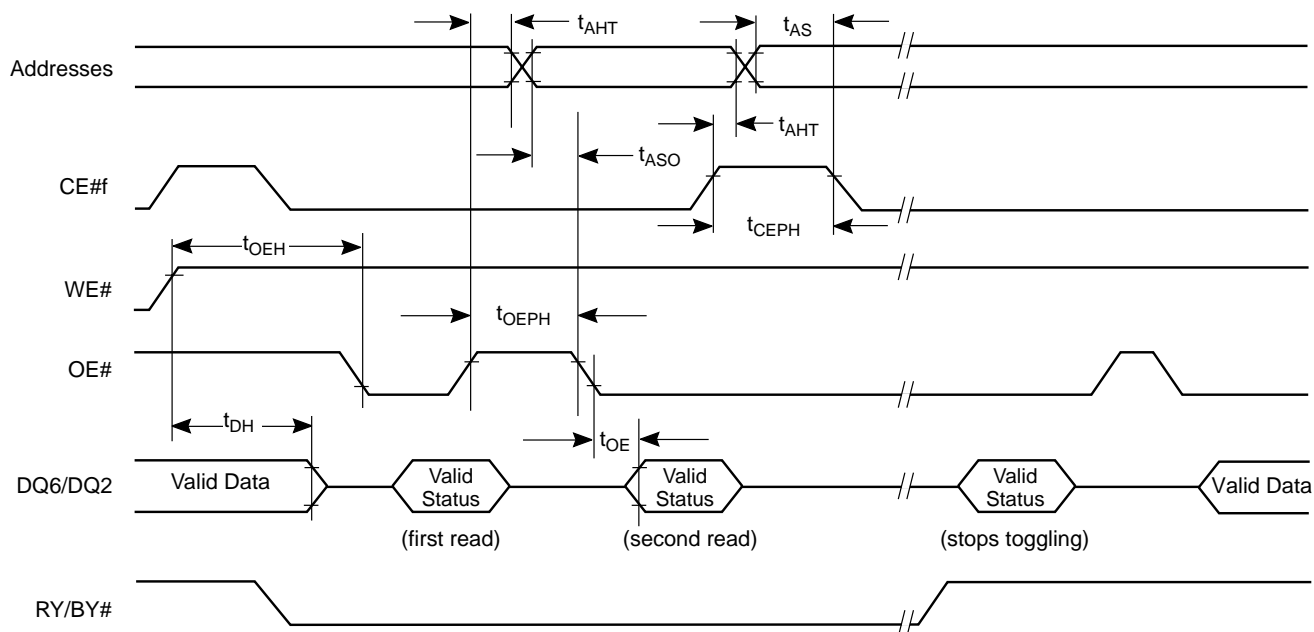 tAHT
tAS
Addresses
tAHT
tASO
CE#f
tCEPH
tOEH
WE#
tOEPH
OE#
tDH
tOE
DQ6/DQ2
Valid Data
Valid
Status
Valid
Status
Valid
Status
Valid Data
(first read)
(second read)
(stops toggling)
RY/BY#